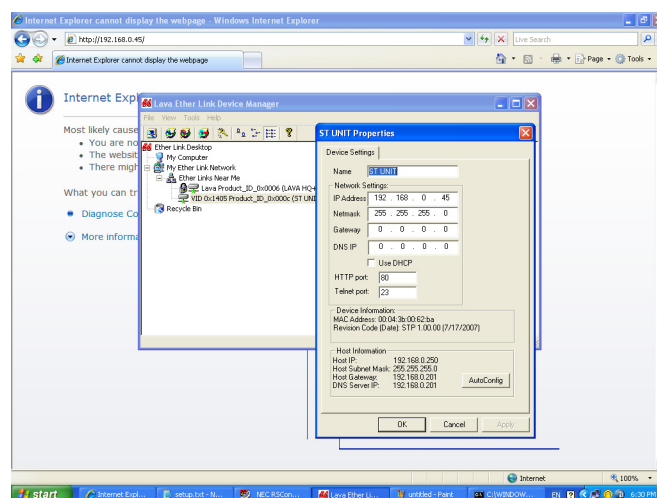 Internet Explorer cannot display the webpage - Windows Internet Explorer
http://192.168.0.45/
Live Search
Internet Explorer cannot display the webpage
Page
Tools
Internet Expl
Most likely cause
You are no
The websit
There migh
What you can tr
Diagnose Co
More informa
Lava Ether Link Device Manager
File View Tools Help
Ether Link Desktop
My Computer
My Ether Link Network
Ether Links Near Me
Lava Product_ID_0x0006 (LAVA HQ-
VID 0x1405 Product_ID_0x000c (ST UNI
Recycle Bin
ST UNIT Properties
Device Settings
Name ST UNIT
Network Settings:
IP Address 192 . 168 . 0 . 45
Netmask 255 . 255 . 255 . 0
Gateway 0 . 0 . 0 . 0
DNS IP 0 . 0 . 0 . 0
Use DHCP
HTTP port: 80
Telnet port: 23
Device Information:
MAC Address: 00:04:3b:00:62:ba
Revision Code (Date): STP 1.00.00 (7/17/2007)
Host Information
Host IP: 192.168.0.250
Host Subnet Mask: 255.255.255.0
Host Gateway: 192.168.0.201
DNS Server IP: 192.168.0.201
AutoConfig
OK Cancel Apply
Internet 100%
start Internet Expl... setup.txt - N... NEC RSCon... Lava Ether Li... untitled - Paint C:\WINDOW... EN 6:30 PM